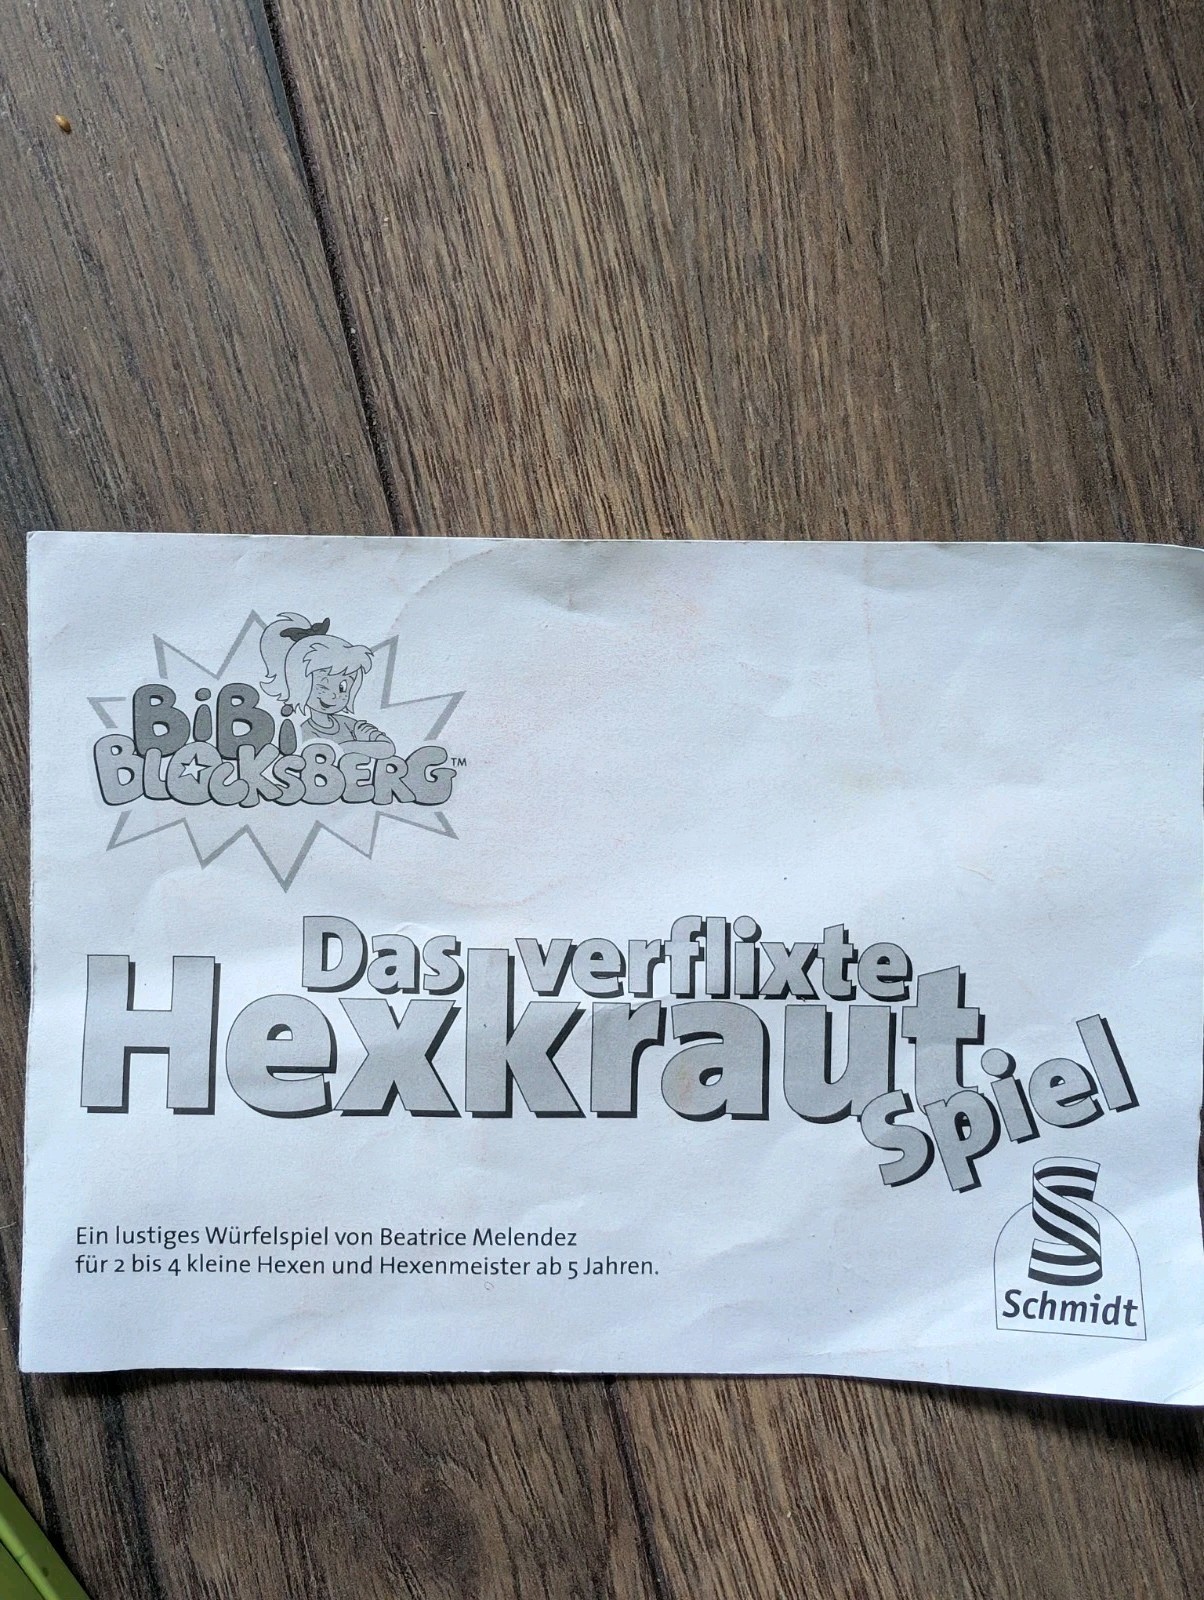 BiBi
BLOCKSBERG™
Das verflixte
Hexkraut
spiel
Ein lustiges Würfelspiel von Beatrice Melendez
für 2 bis 4 kleine Hexen und Hexenmeister ab 5 Jahren.
Schmidt